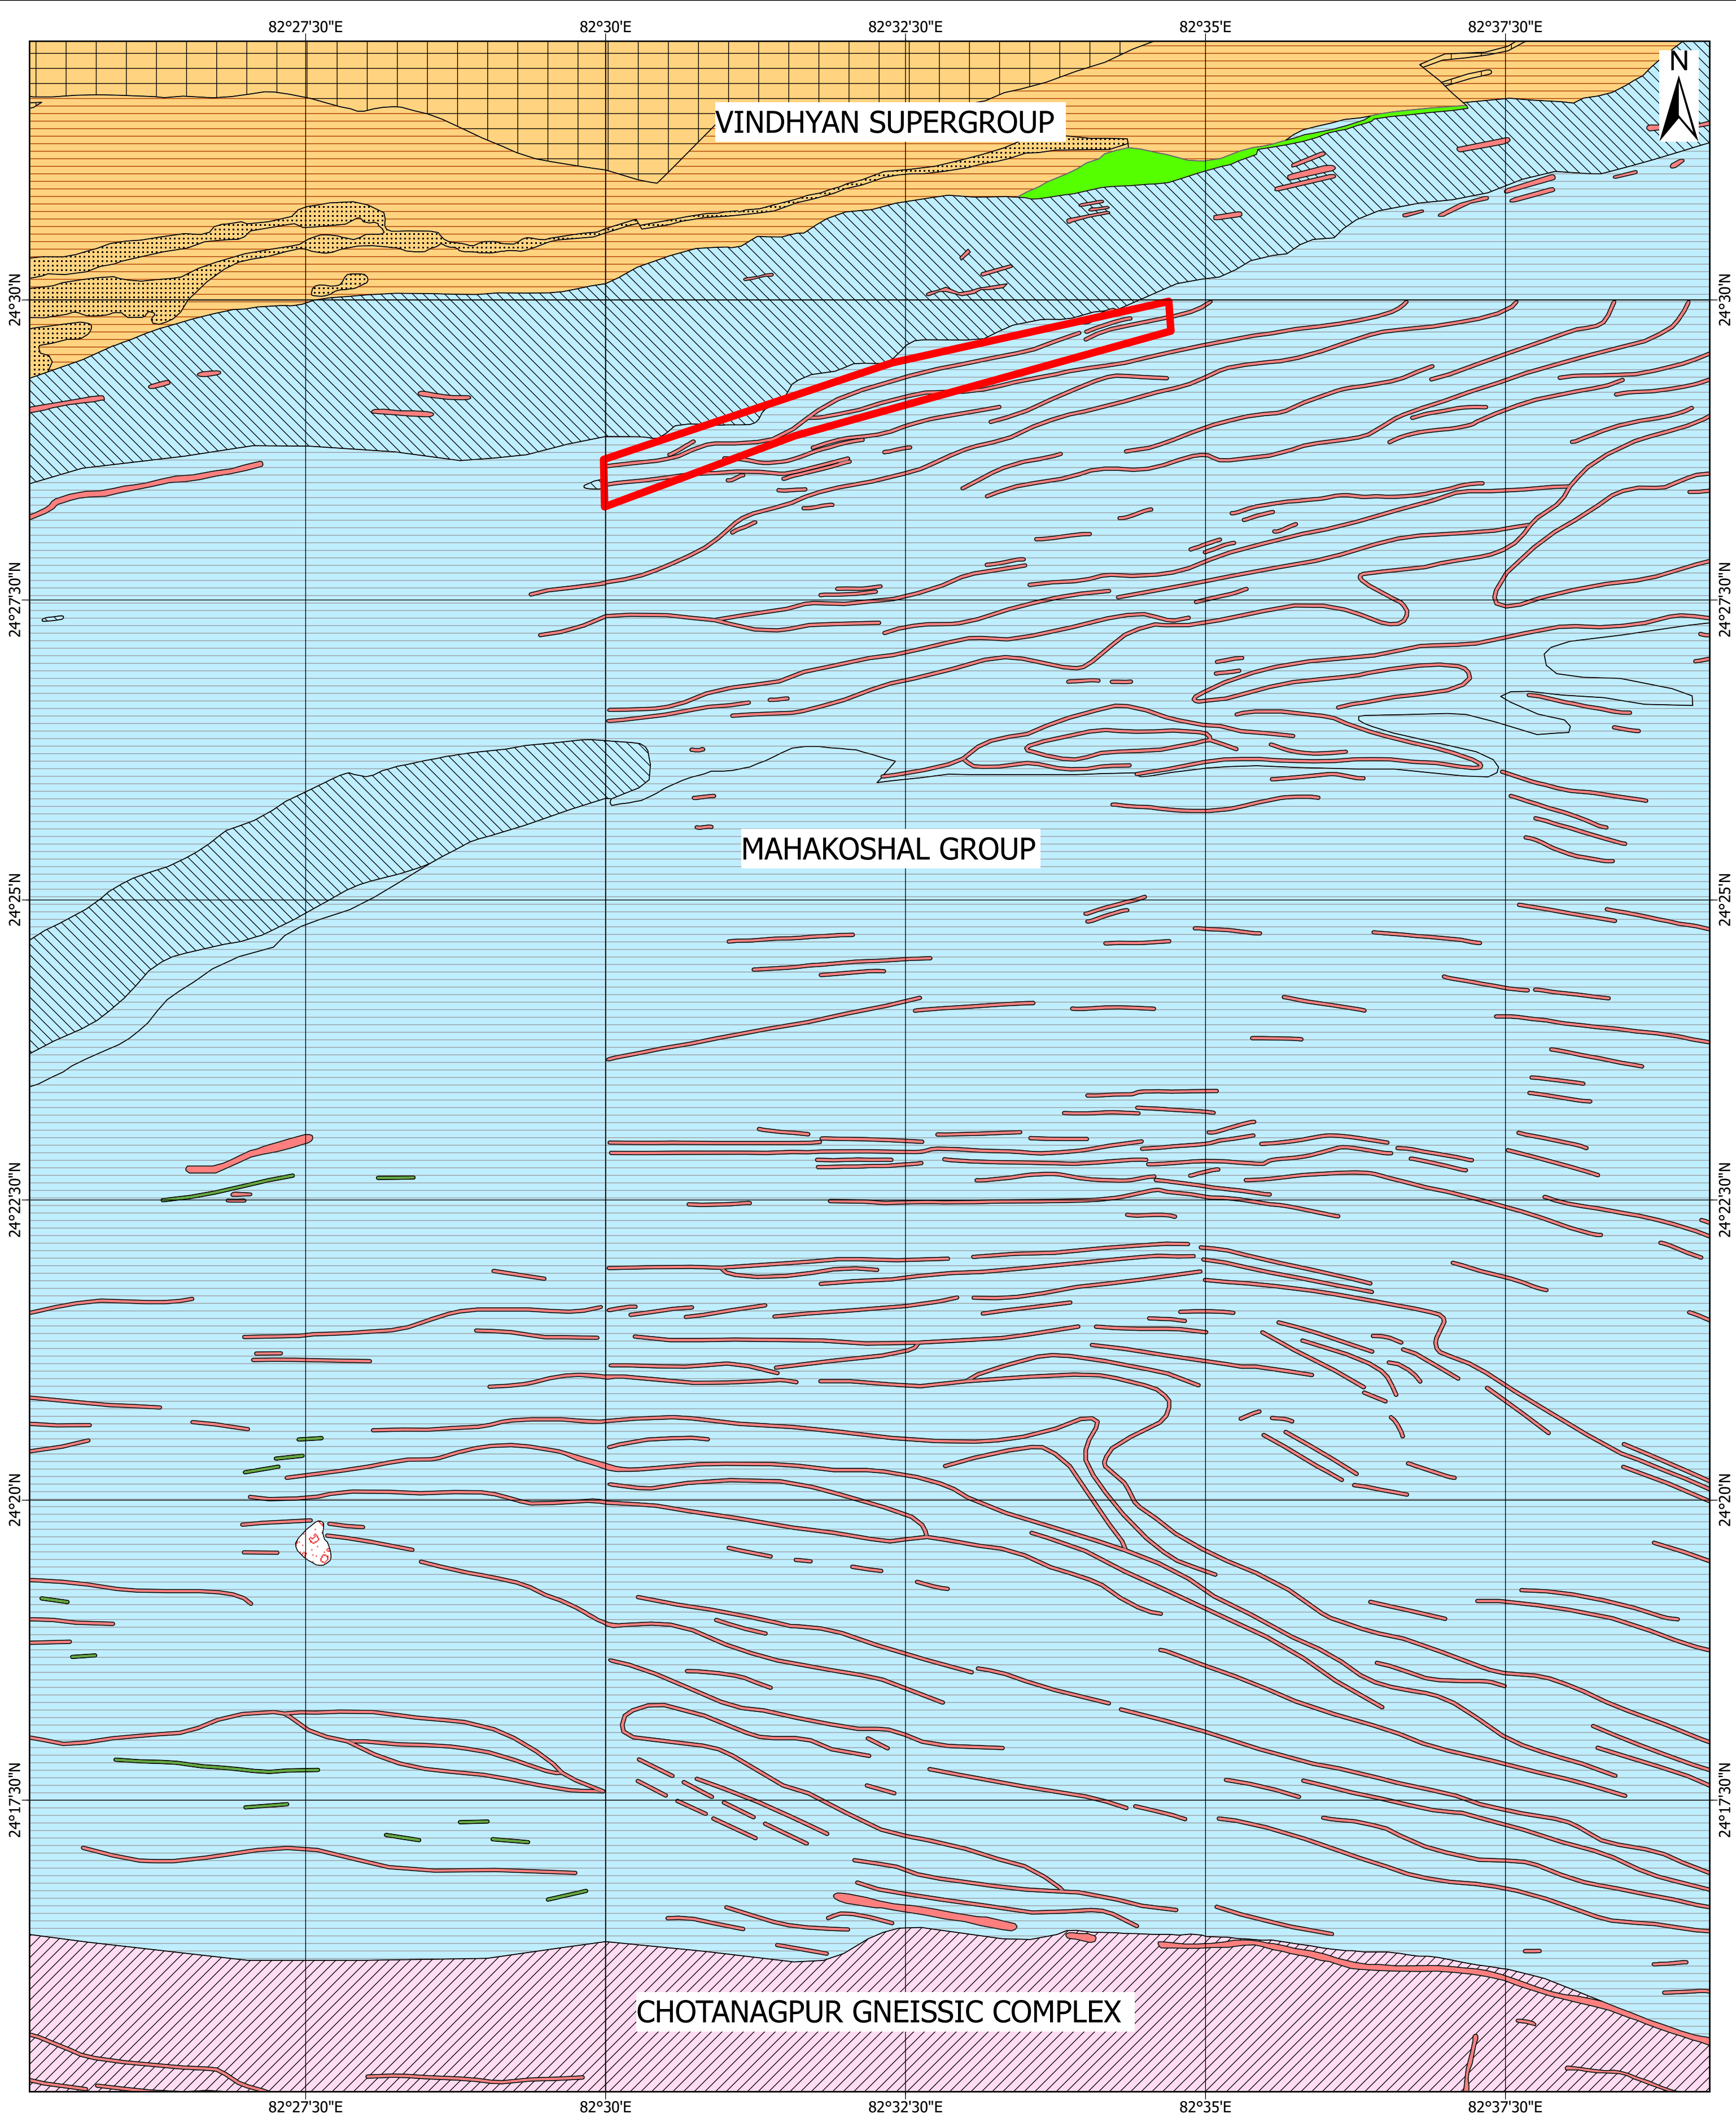 82°27'30"E 82°30'E 82°32'30"E 82°35'E 82°37'30"E
N
VINDHYAN SUPERGROUP
24°30'N 24°30'N
24°27'30"N 24°27'30"N
MAHAKOSHAL GROUP
24°25'N 24°25'N
24°22'30"N 24°22'30"N
24°20'N 24°20'N
24°17'30"N 24°17'30"N
CHOTANAGPUR GNEISSIC COMPLEX
82°27'30"E 82°30'E 82°32'30"E 82°35'E 82°37'30"E